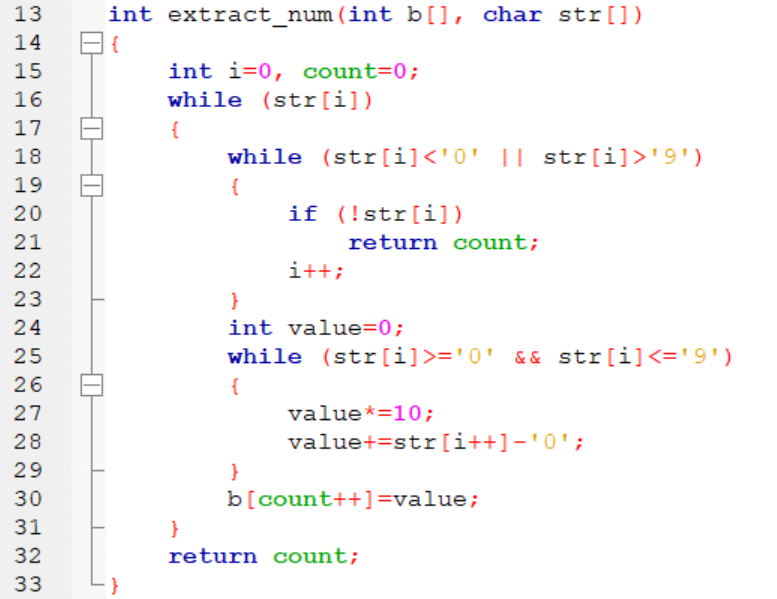 13 int extract_num(int b[], char str[])
14 {
15     int i=0, count=0;
16     while (str[i])
17     {
18         while (str[i]<'0' || str[i]>'9')
19         {
20             if (!str[i])
21                 return count;
22             i++;
23         }
24         int value=0;
25         while (str[i]>='0' && str[i]<='9')
26         {
27             value*=10;
28             value+=str[i++]-'0';
29         }
30         b[count++]=value;
31     }
32     return count;
33 }